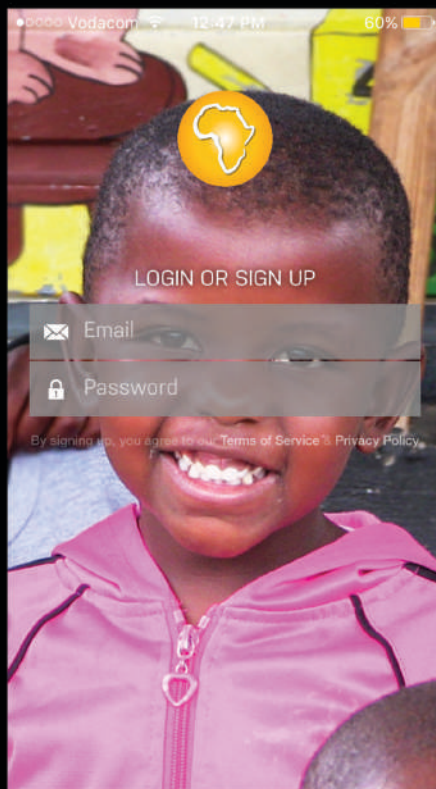 Vodacom 12:47 PM 60%
LOGIN OR SIGN UP
Email
Password
By signing up, you agree to our Terms of Service & Privacy Policy